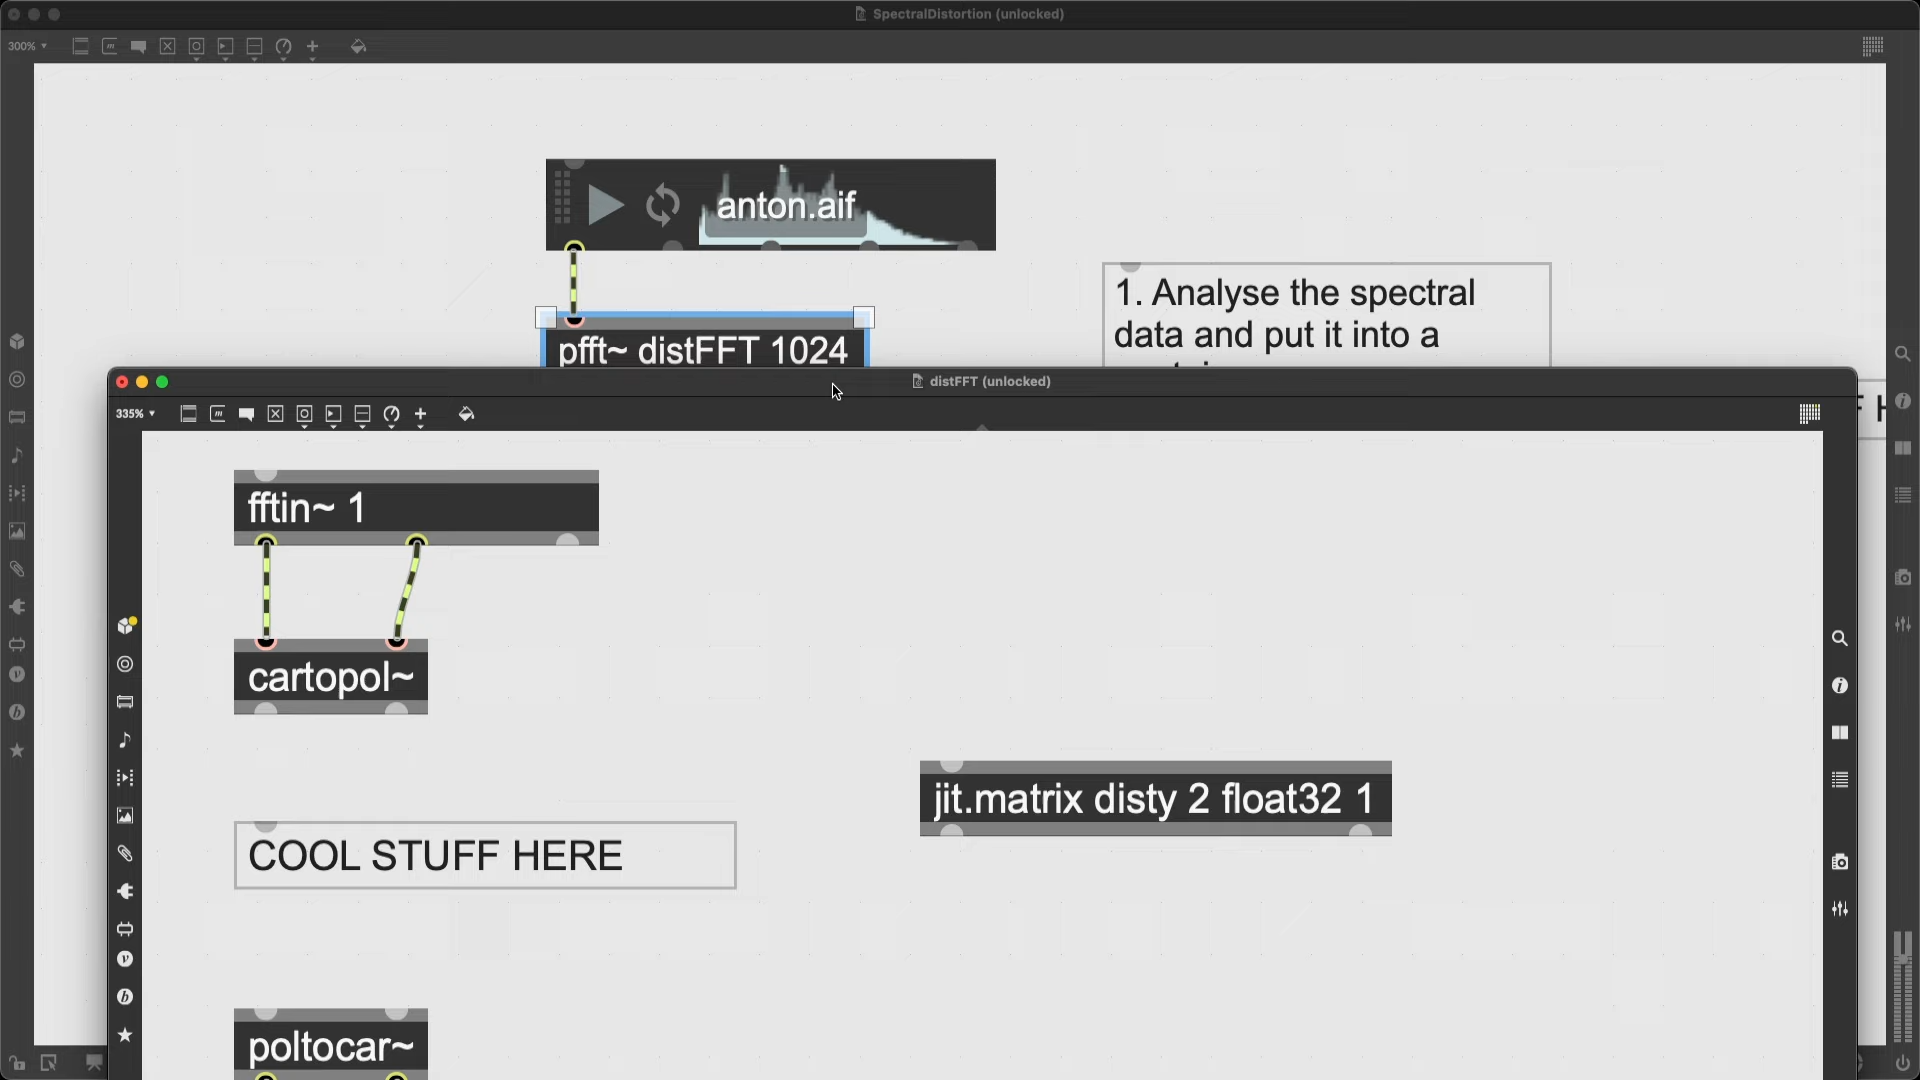 SpectralDistortion (unlocked)
300%
anton.aif
1. Analyse the spectral
data and put it into a
pfft~ distFFT 1024
distFFT (unlocked)
335%
fftin~ 1
cartopol~
jit.matrix disty 2 float32 1
COOL STUFF HERE
poltocar~